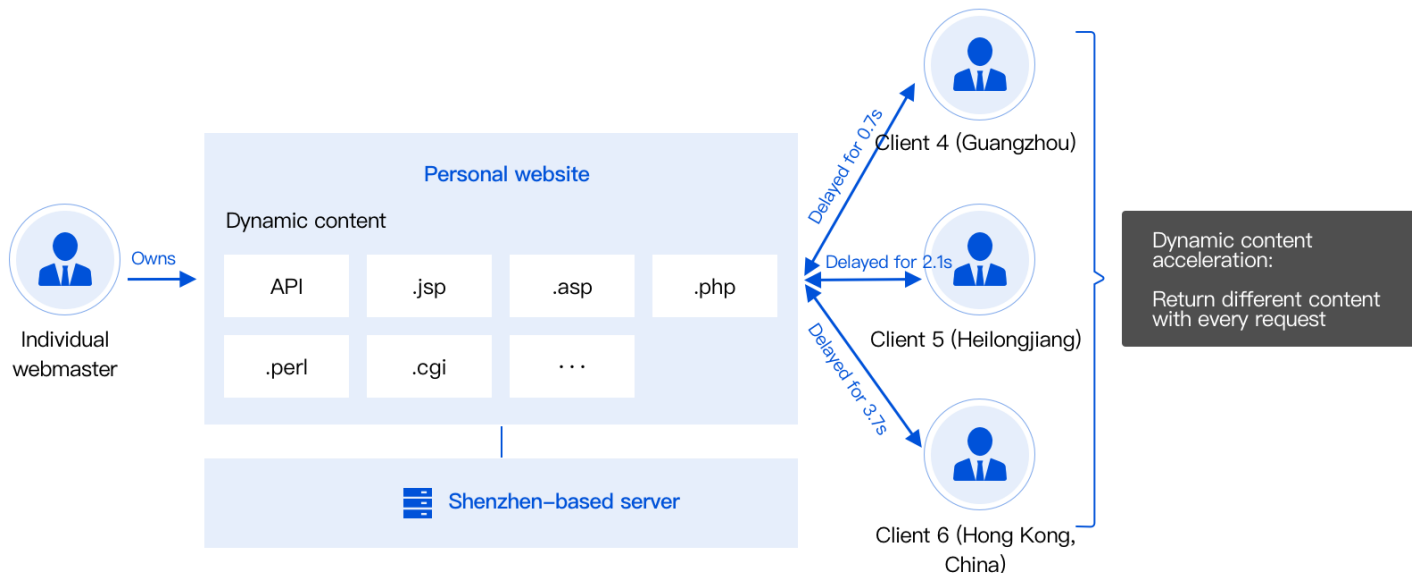 Owns
Individual
webmaster
Personal website
Dynamic content
API
.jsp
.asp
.php
.perl
.cgi
...
Shenzhen-based server
Delayed for 0.7s
Delayed for 2.1s
Delayed for 3.7s
Client 4 (Guangzhou)
Client 5 (Heilongjiang)
Client 6 (Hong Kong,
China)
Dynamic content
acceleration:
Return different content
with every request